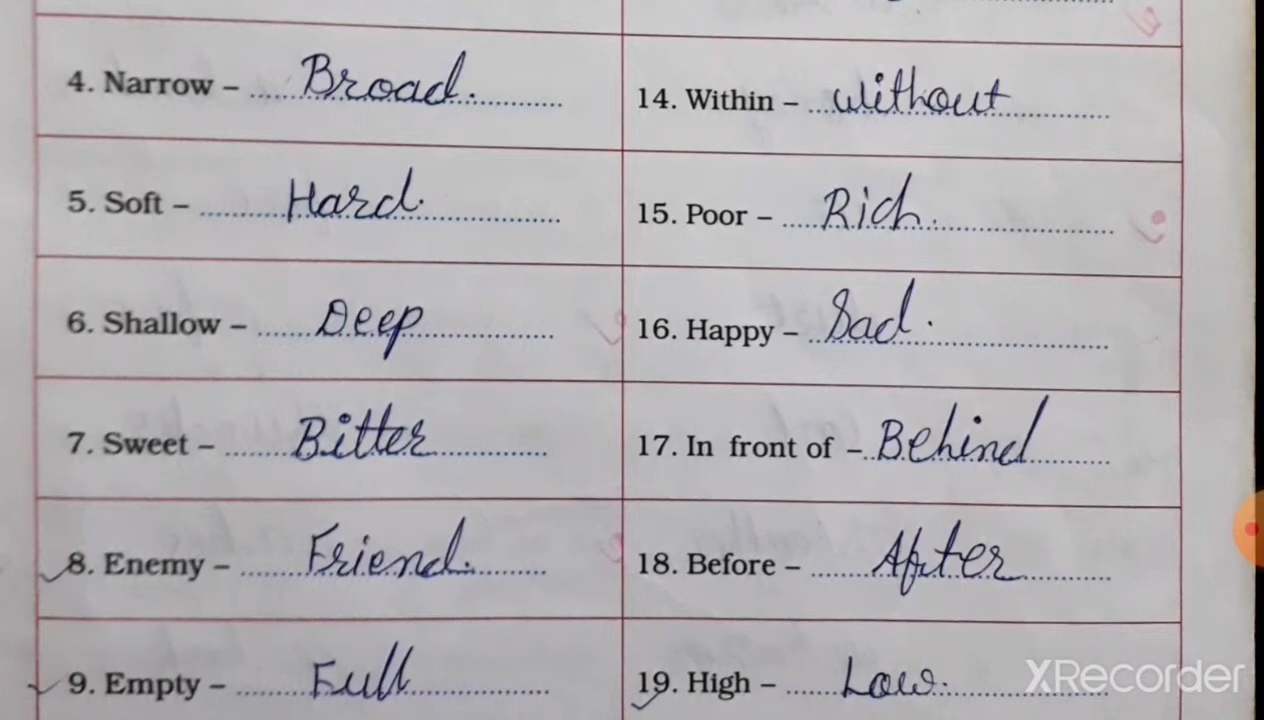 4. Narrow – Broad.
14. Within – without
5. Soft – Hard.
15. Poor – Rich.
6. Shallow – Deep
16. Happy – Sad.
7. Sweet – Bitter
17. In front of – Behind
8. Enemy – Friend.
18. Before – After
9. Empty – Full
19. High – Low.
XRecorder